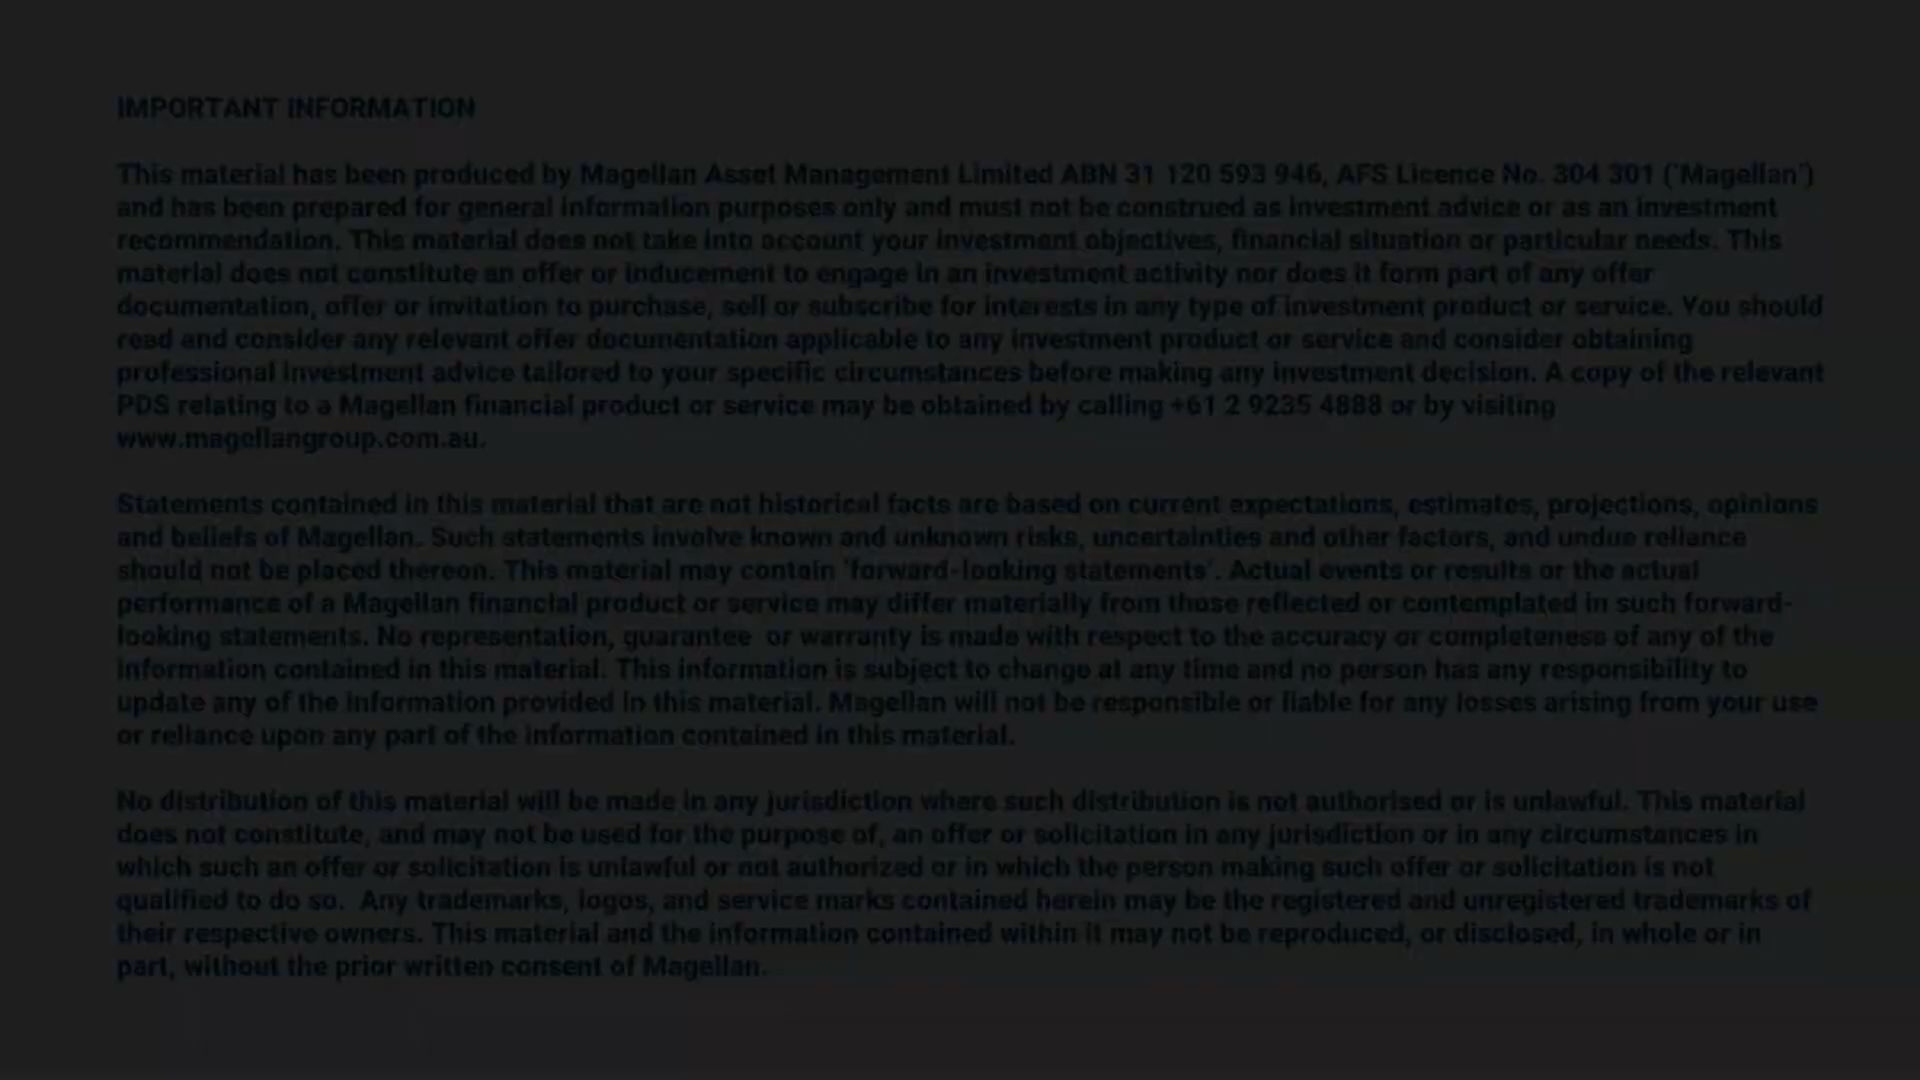 IMPORTANT INFORMATION
This material has been produced by Magellan Asset Management Limited ABN 31 120 593 946, AFS Licence No. 304 301 ('Magellan')
and has been prepared for general information purposes only and must not be construed as investment advice or as an investment
recommendation. This material does not take into account your investment objectives, financial situation or particular needs. This
material does not constitute an offer or inducement to engage in an investment activity nor does it form part of any offer
documentation, offer or invitation to purchase, sell or subscribe for interests in any type of investment product or service. You should
read and consider any relevant offer documentation applicable to any investment product or service and consider obtaining
professional investment advice tailored to your specific circumstances before making any investment decision. A copy of the relevant
PDS relating to a Magellan financial product or service may be obtained by calling +61 2 9235 4888 or by visiting
www.magellangroup.com.au.
Statements contained in this material that are not historical facts are based on current expectations, estimates, projections, opinions
and beliefs of Magellan. Such statements involve known and unknown risks, uncertainties and other factors, and undue reliance
should not be placed thereon. This material may contain 'forward-looking statements'. Actual events or results or the actual
performance of a Magellan financial product or service may differ materially from those reflected or contemplated in such forward-
looking statements. No representation, guarantee  or warranty is made with respect to the accuracy or completeness of any of the
information contained in this material. This information is subject to change at any time and no person has any responsibility to
update any of the information provided in this material. Magellan will not be responsible or liable for any losses arising from your use
or reliance upon any part of the information contained in this material.
No distribution of this material will be made in any jurisdiction where such distribution is not authorised or is unlawful. This material
does not constitute, and may not be used for the purpose of, an offer or solicitation in any jurisdiction or in any circumstances in
which such an offer or solicitation is unlawful or not authorized or in which the person making such offer or solicitation is not
qualified to do so.  Any trademarks, logos, and service marks contained herein may be the registered and unregistered trademarks of
their respective owners. This material and the information contained within it may not be reproduced, or disclosed, in whole or in
part, without the prior written consent of Magellan.